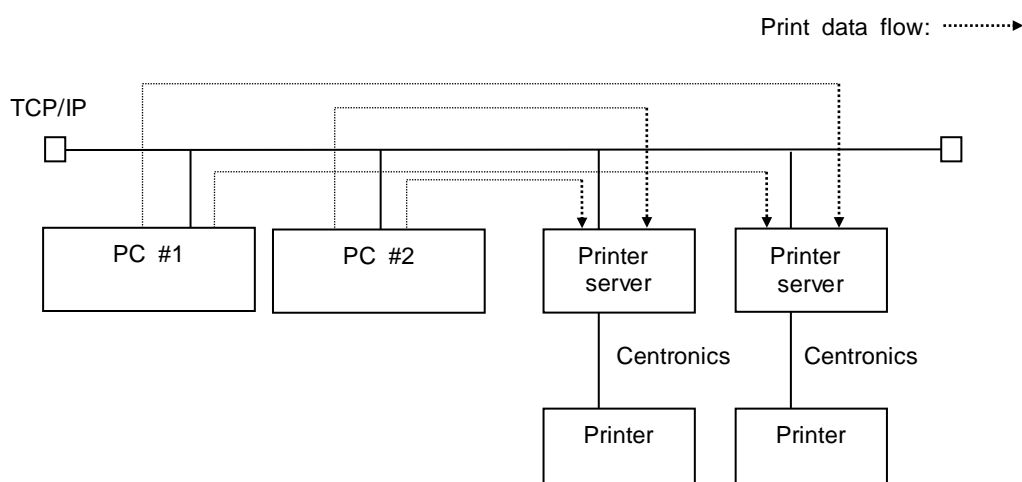 Print data flow:
TCP/IP
PC #1
PC #2
Printer
server
Printer
server
Centronics
Centronics
Printer
Printer